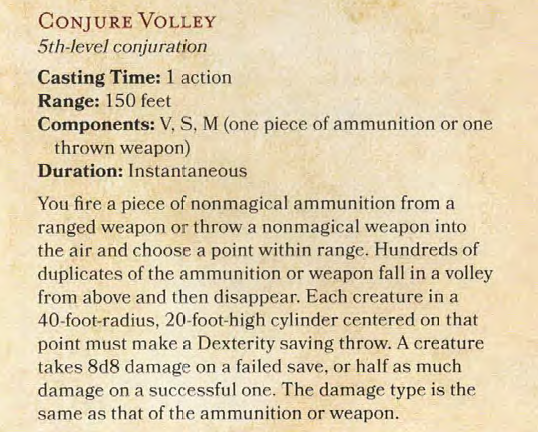 CONJURE VOLLEY
5th-level conjuration
Casting Time: 1 action
Range: 150 feet
Components: V, S, M (one piece of ammunition or one
thrown weapon)
Duration: Instantaneous
You fire a piece of nonmagical ammunition from a
ranged weapon or throw a nonmagical weapon into
the air and choose a point within range. Hundreds of
duplicates of the ammunition or weapon fall in a volley
from above and then disappear. Each creature in a
40-foot-radius, 20-foot-high cylinder centered on that
point must make a Dexterity saving throw. A creature
takes 8d8 damage on a failed save, or half as much
damage on a successful one. The damage type is the
same as that of the ammunition or weapon.